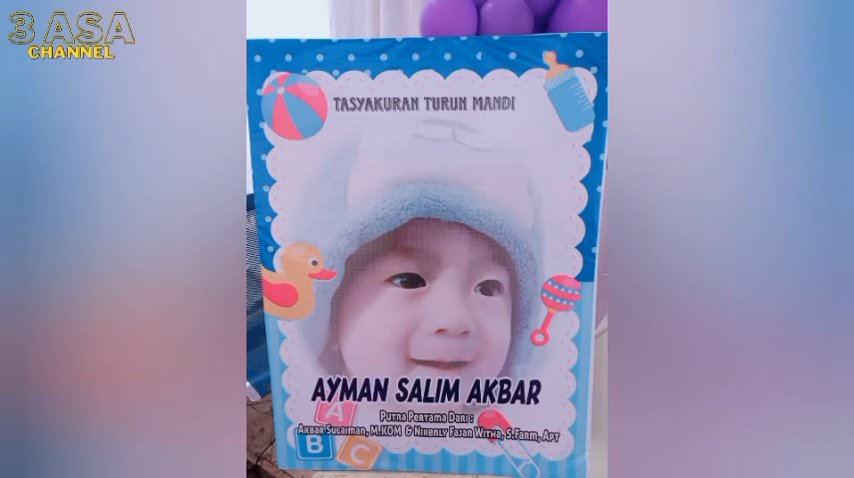 3 ASA
CHANNEL
TASYAKURAN TURUN MANDI
AYMAN SALIM AKBAR
Putra Pertama Dari :
Akbar Sulaiman, M.KOM & Nikenly Fajar Witha, S.Farm, Apt
A
B C